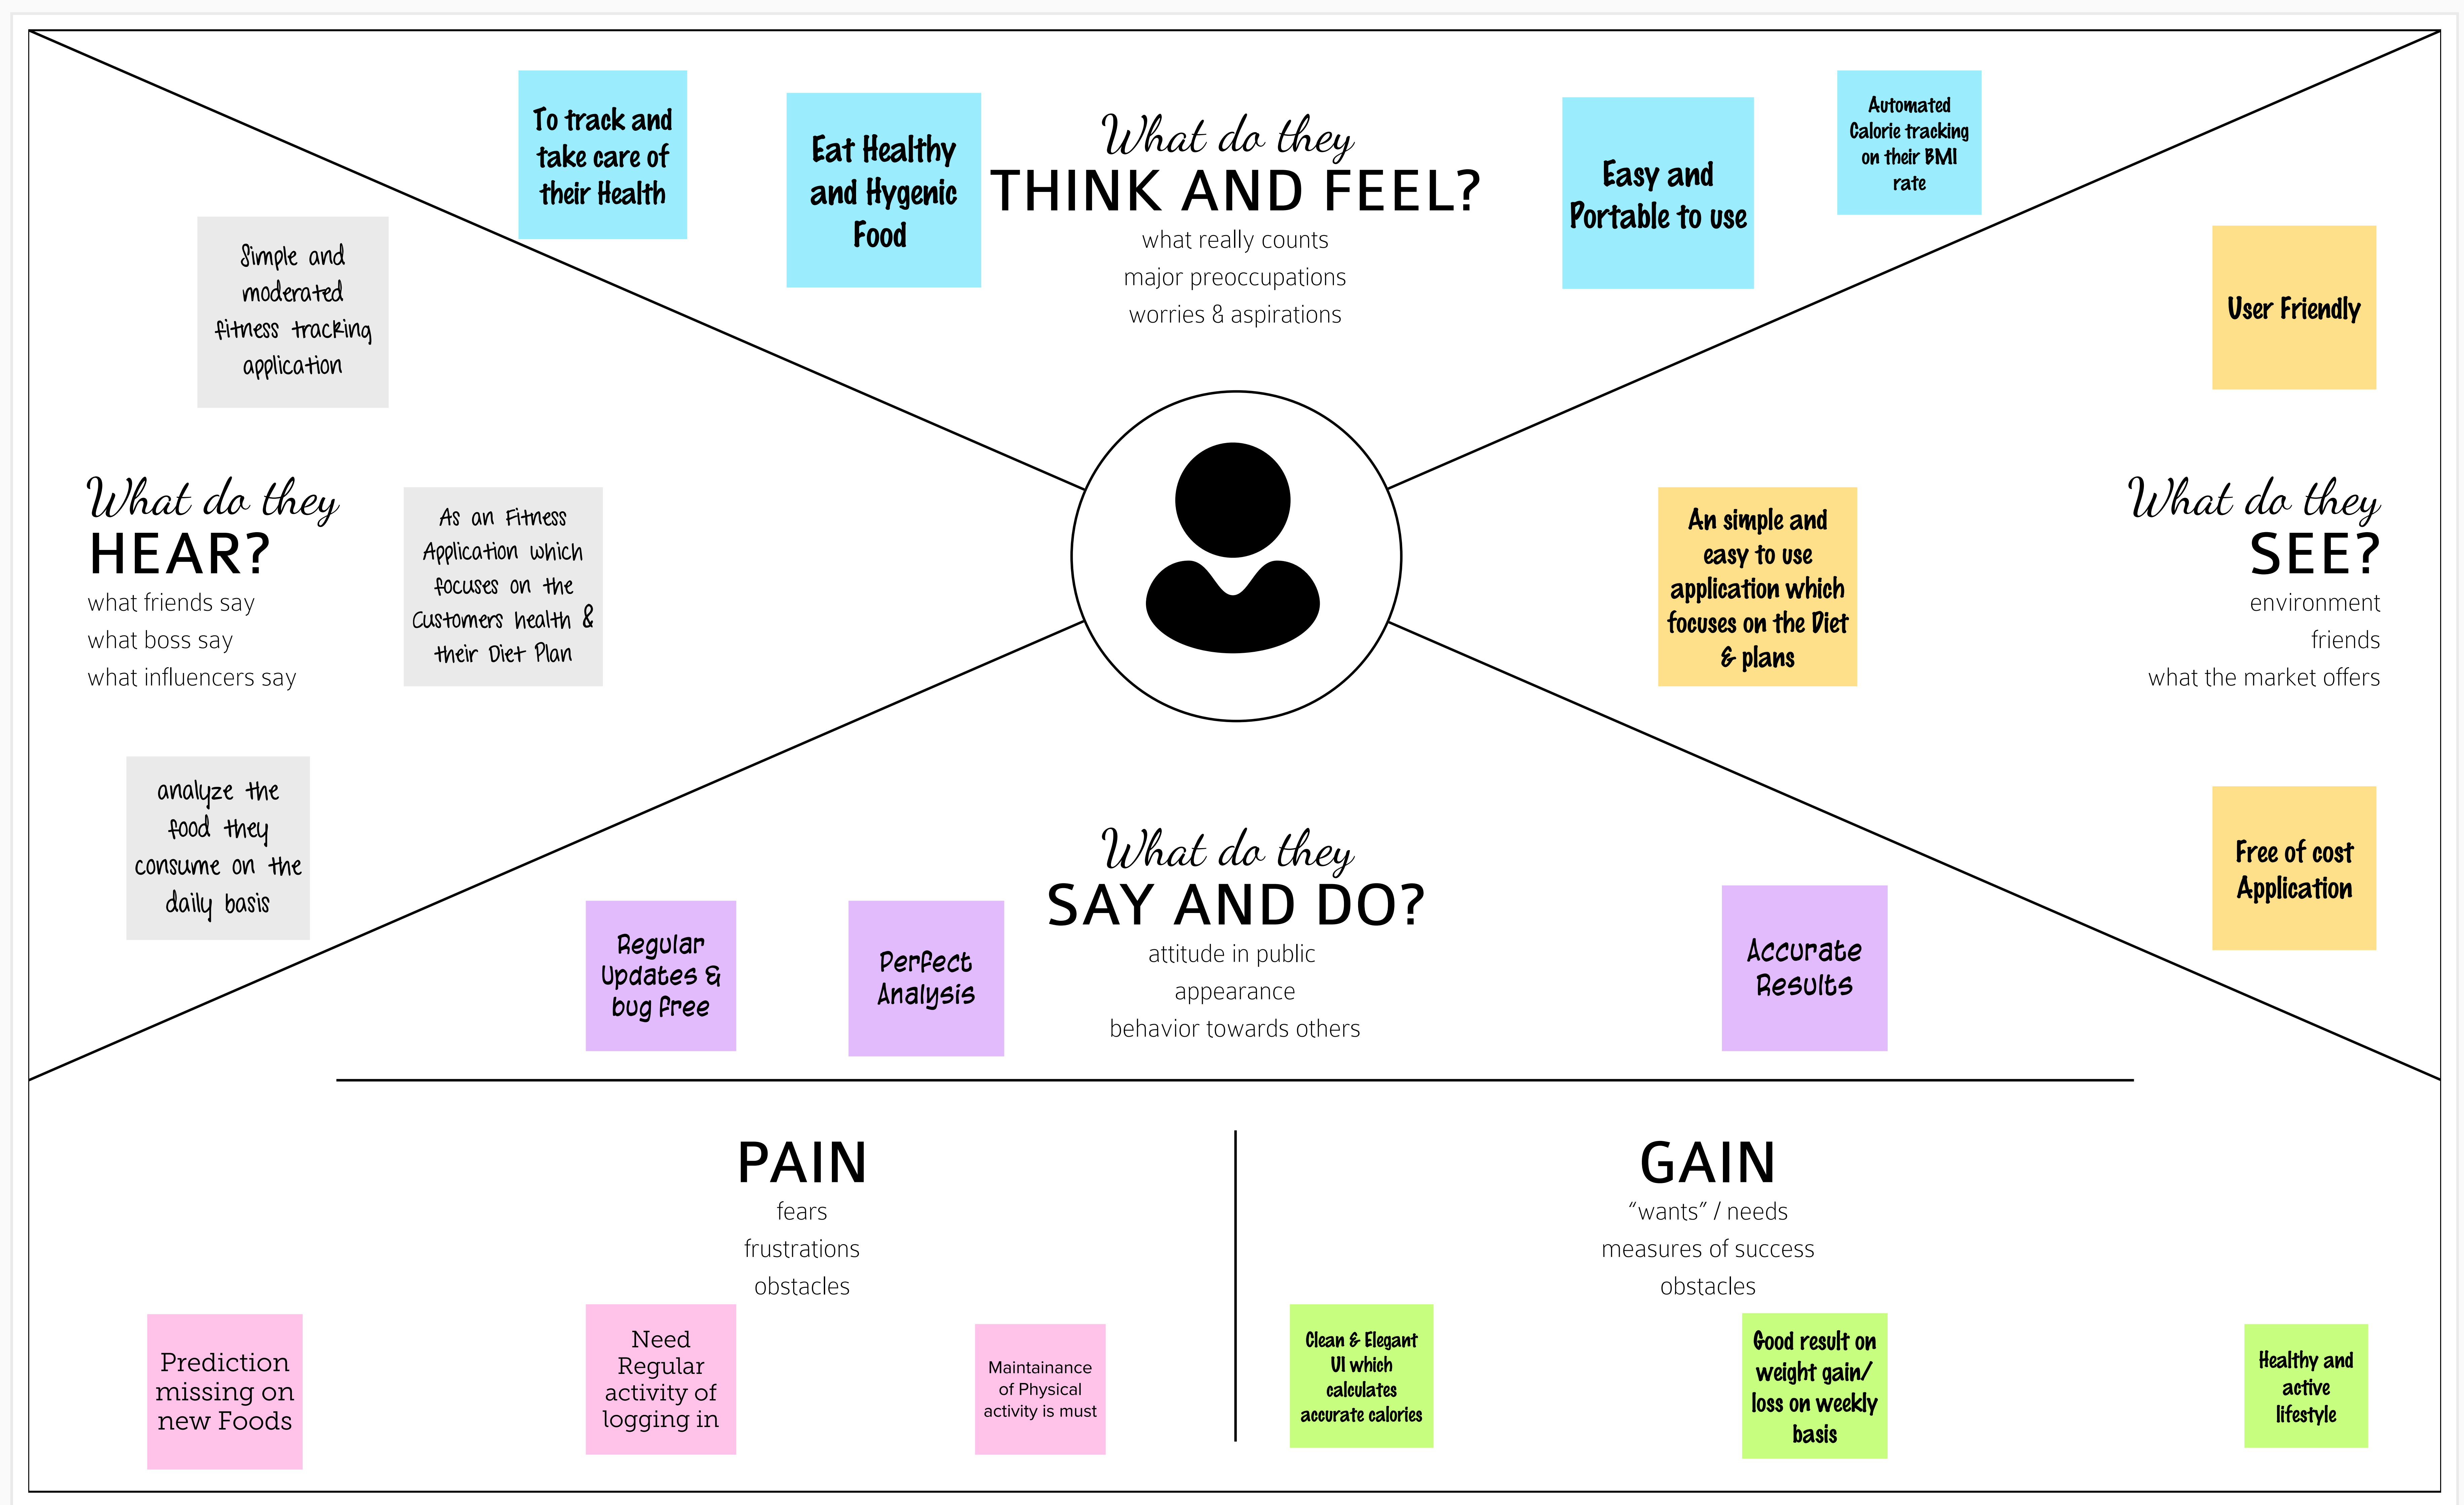 To track and
take care of
their Health
Eat Healthy
and Hygenic
Food
What do they
THINK AND FEEL?
what really counts
major preoccupations
worries & aspirations
Easy and
Portable to use
Automated
Calorie tracking
on their BMI
rate
Simple and
moderated
fitness tracking
application
What do they
HEAR?
what friends say
what boss say
what influencers say
As an Fitness
Application which
focuses on the
Customers health &
their Diet Plan
analyze the
food they
consume on the
daily basis
User Friendly
An simple and
easy to use
application which
focuses on the Diet
& plans
What do they
SEE?
environment
friends
what the market offers
Free of cost
Application
What do they
SAY AND DO?
attitude in public
appearance
behavior towards others
Regular
Updates &
bug free
Perfect
Analysis
Accurate
Results
PAIN
fears
frustrations
obstacles
Prediction
missing on
new Foods
Need
Regular
activity of
logging in
Maintainance
of Physical
activity is must
GAIN
“wants” / needs
measures of success
obstacles
Clean & Elegant
UI which
calculates
accurate calories
Good result on
weight gain/
loss on weekly
basis
Healthy and
active
lifestyle